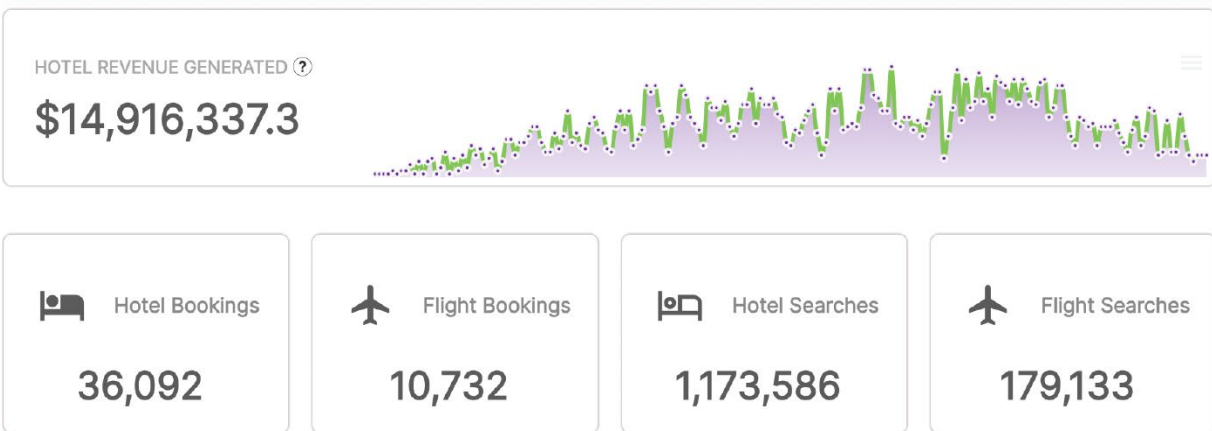 HOTEL REVENUE GENERATED ?
$14,916,337.3
Hotel Bookings
36,092
Flight Bookings
10,732
Hotel Searches
1,173,586
Flight Searches
179,133